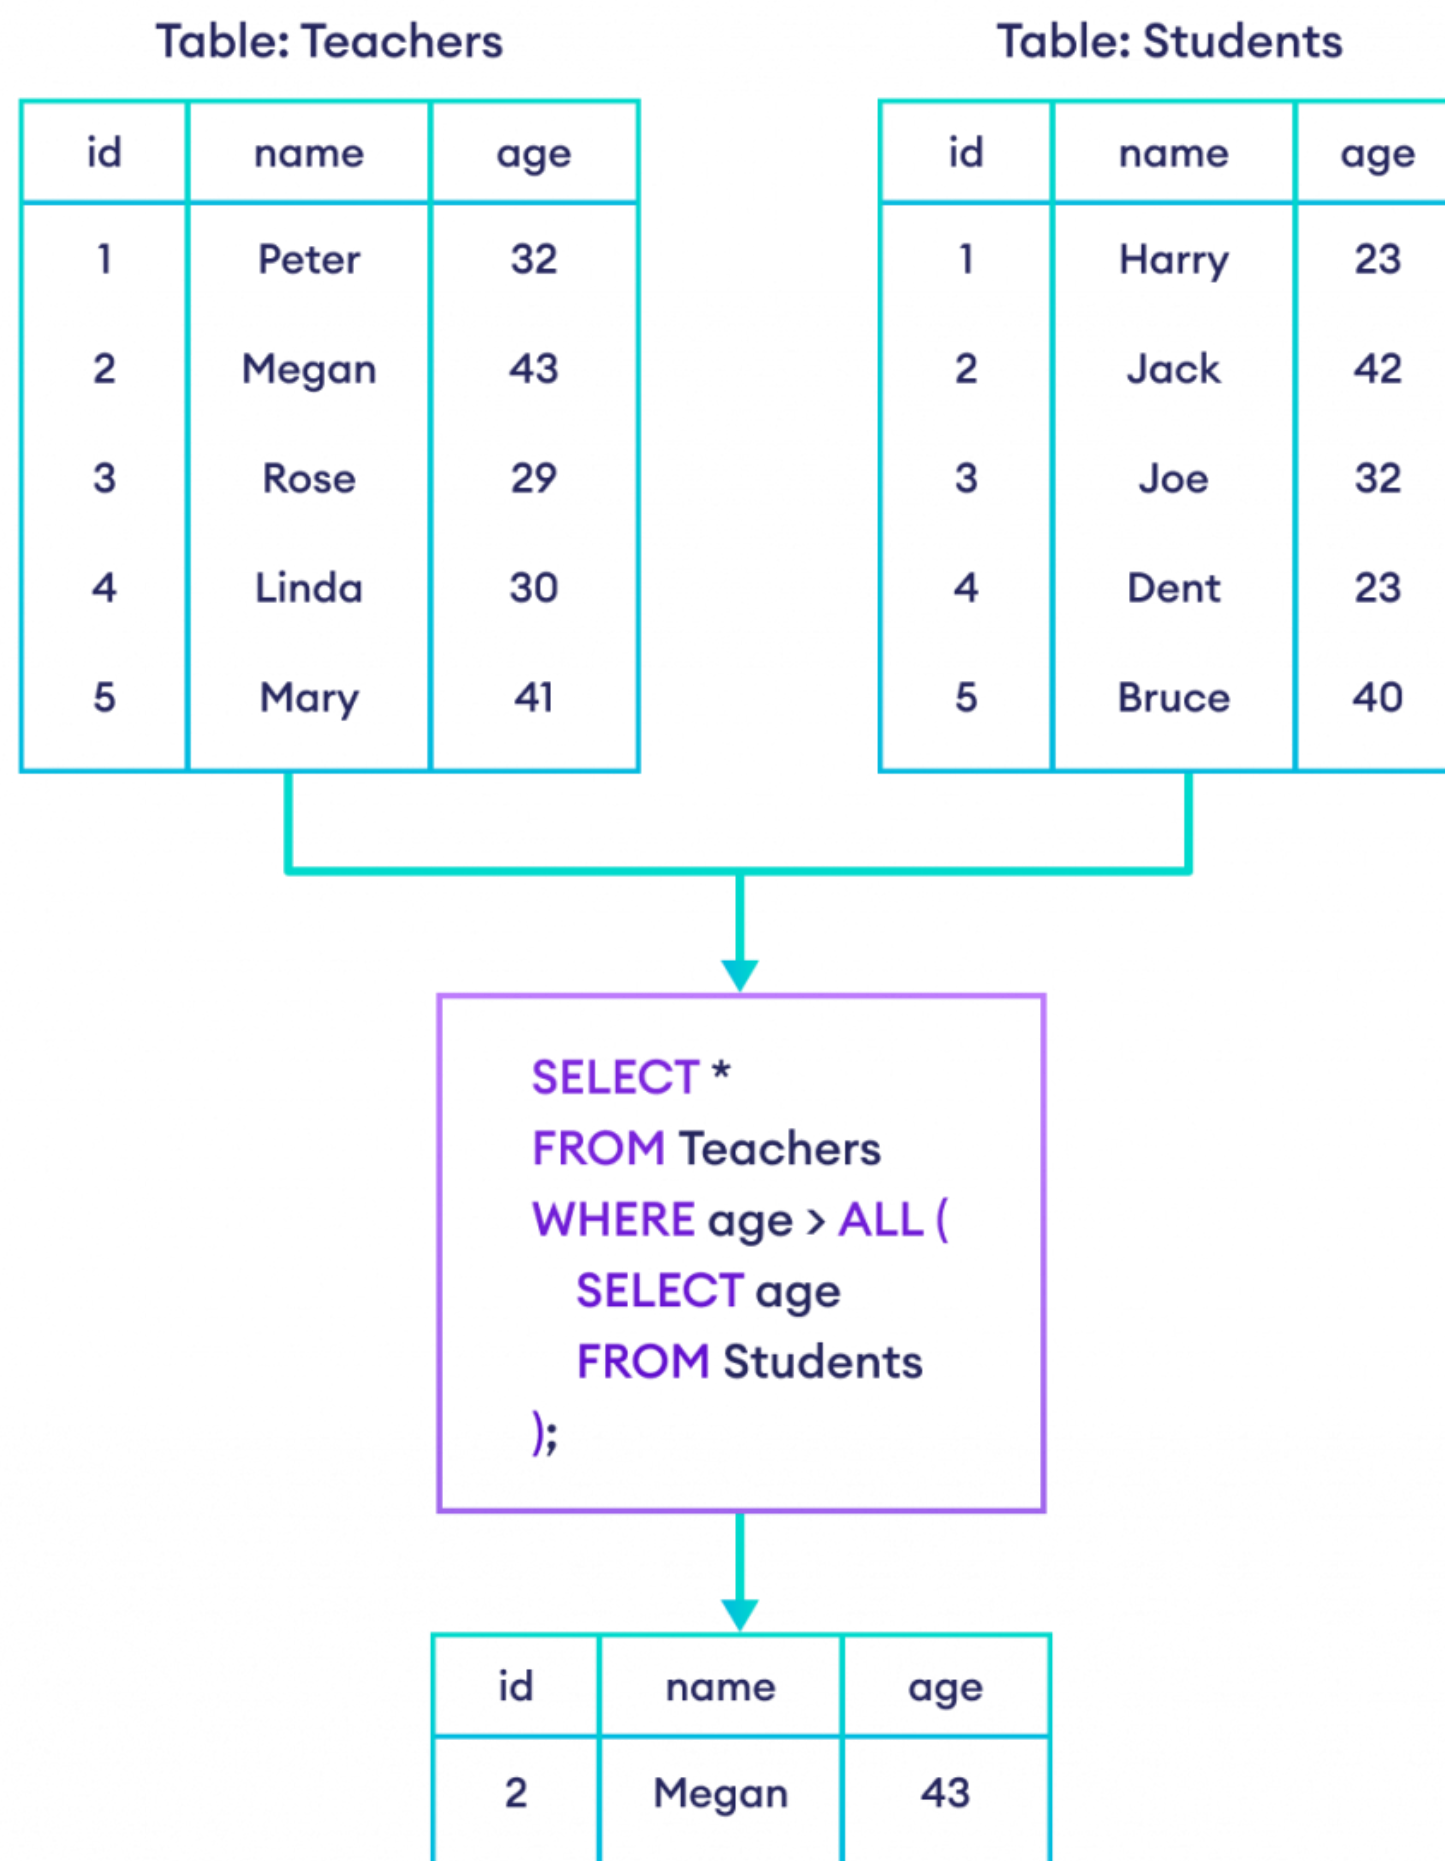 Table: Teachers
id name age
1 Peter 32
2 Megan 43
3 Rose 29
4 Linda 30
5 Mary 41
Table: Students
id name age
1 Harry 23
2 Jack 42
3 Joe 32
4 Dent 23
5 Bruce 40
SELECT *
FROM Teachers
WHERE age > ALL (
SELECT age
FROM Students
);
id name age
2 Megan 43